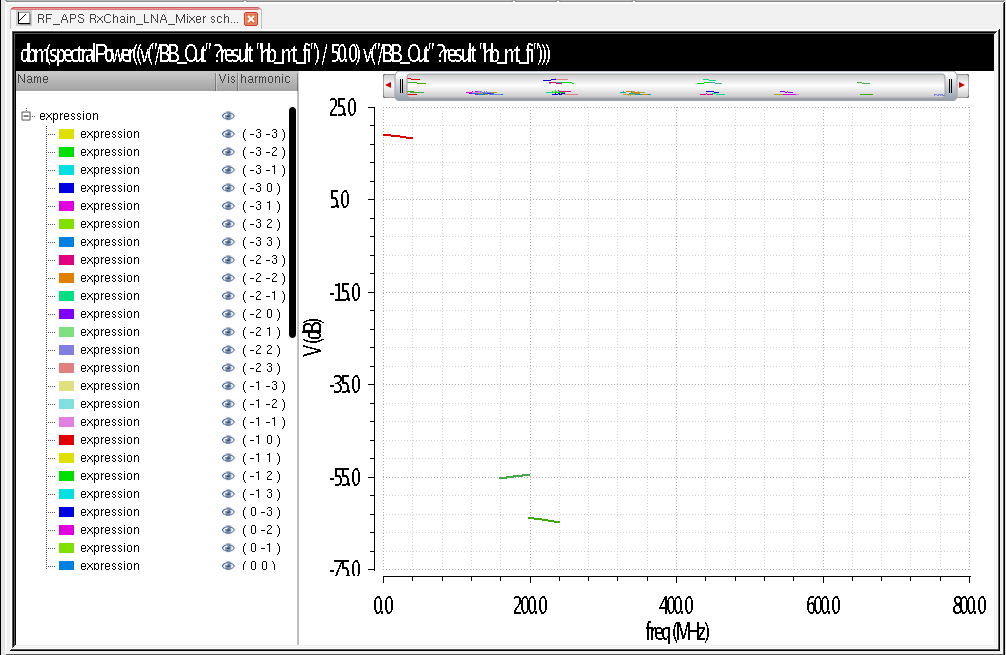 RF_APS RxChain_LNA_Mixer sch...
dbm(spectralPower((v("/BB_Out" ?result "hb_mt_fi") / 50.0) v("/BB_Out" ?result "hb_mt_fi")))
Name Vis harmonic
expression
expression (-3 -3)
expression (-3 -2)
expression (-3 -1)
expression (-3 0)
expression (-3 1)
expression (-3 2)
expression (-3 3)
expression (-2 -3)
expression (-2 -2)
expression (-2 -1)
expression (-2 0)
expression (-2 1)
expression (-2 2)
expression (-2 3)
expression (-1 -3)
expression (-1 -2)
expression (-1 -1)
expression (-1 0)
expression (-1 1)
expression (-1 2)
expression (-1 3)
expression (0 -3)
expression (0 -2)
expression (0 -1)
expression (0 0)
25.0
5.0
-15.0
-35.0
-55.0
-75.0
V (dB)
0.0 200.0 400.0 600.0 800.0
freq (MHz)